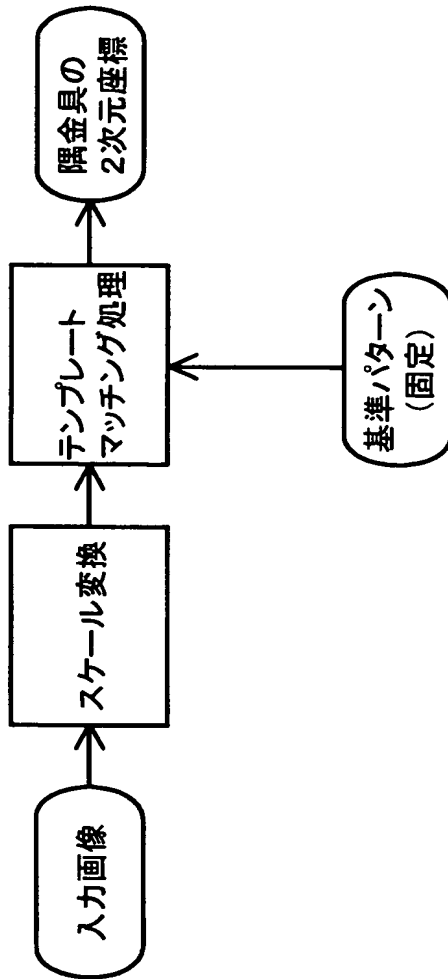 入力画像
スケール変換
テンプレート
マッチング処理
隅金具の
2次元座標
基準パターン
(固定)